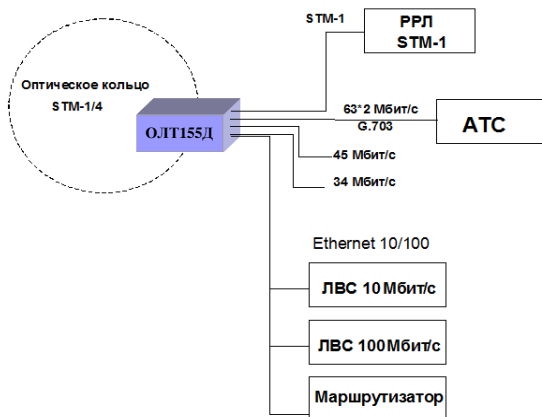 Оптическое кольцо
STM-1/4
ОЛТ155Д
STM-1
РРЛ
STM-1
63*2 Мбит/с
G.703
АТС
45 Мбит/с
34 Мбит/с
Ethernet 10/100
ЛВС 10 Мбит/с
ЛВС 100 Мбит/с
Маршрутизатор